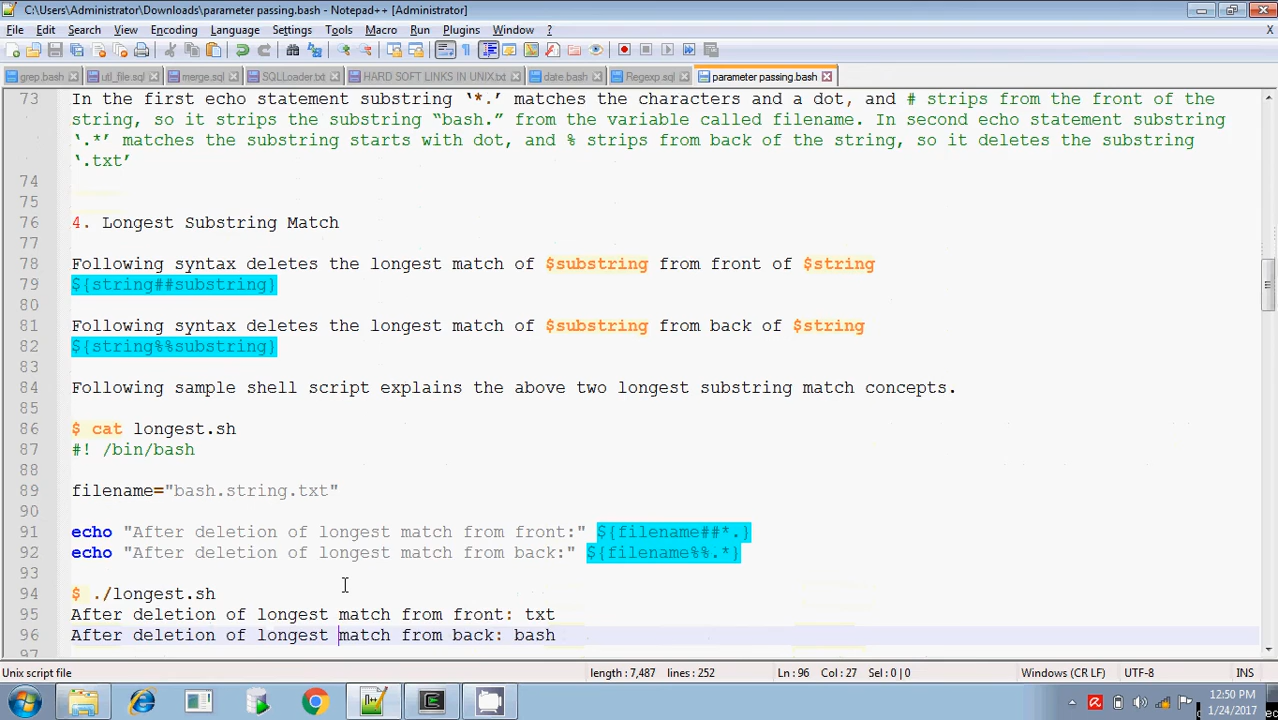 C:\Users\Administrator\Downloads\parameter passing.bash - Notepad++ [Administrator]
File Edit Search View Encoding Language Settings Tools Macro Run Plugins Window ? X
grep.bash utl_file.sql merge.sql SQLLoader.txt HARD SOFT LINKS IN UNIX.txt date.bash Regexp.sql parameter passing.bash
73 In the first echo statement substring ‘*.’ matches the characters and a dot, and # strips from the front of the
string, so it strips the substring “bash.” from the variable called filename. In second echo statement substring
‘.*’ matches the substring starts with dot, and % strips from back of the string, so it deletes the substring
‘.txt’
74
75
76 4. Longest Substring Match
77
78 Following syntax deletes the longest match of $substring from front of $string
79 ${string##substring}
80
81 Following syntax deletes the longest match of $substring from back of $string
82 ${string%%substring}
83
84 Following sample shell script explains the above two longest substring match concepts.
85
86 $ cat longest.sh
87 #! /bin/bash
88
89 filename="bash.string.txt"
90
91 echo "After deletion of longest match from front:" ${filename##*.}
92 echo "After deletion of longest match from back:" ${filename%%.*}
93
94 $ ./longest.sh
95 After deletion of longest match from front: txt
96 After deletion of longest match from back: bash
97
Unix script file length : 7,487 lines : 252 Ln : 96 Col : 27 Sel : 0 | 0 Windows (CR LF) UTF-8 INS
12:50 PM
1/24/2017